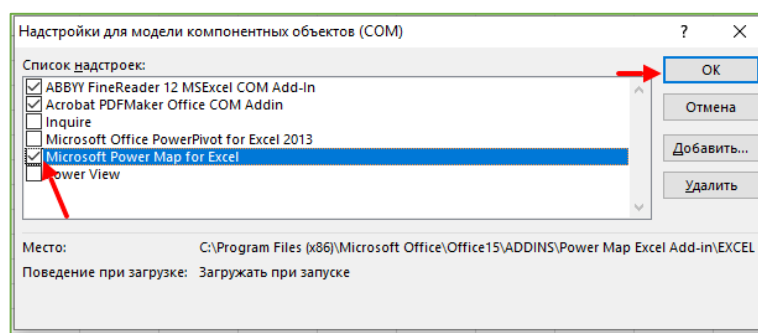 Надстройки для модели компонентных объектов (COM)
Список надстроек:
ABBYY FineReader 12 MSExcel COM Add-In
Acrobat PDFMaker Office COM Addin
Inquire
Microsoft Office PowerPivot for Excel 2013
Microsoft Power Map for Excel
Power View
OK
Отмена
Добавить...
Удалить
Место: C:\Program Files (x86)\Microsoft Office\Office15\ADDINS\Power Map Excel Add-in\EXCEL
Поведение при загрузке: Загружать при запуске